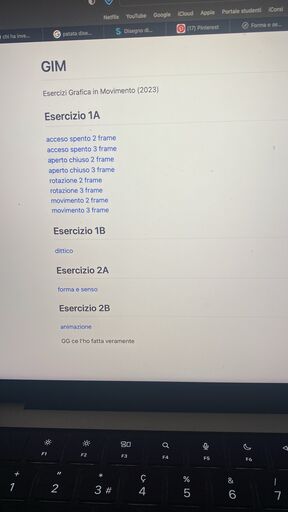 Netflix YouTube Google iCloud Apple Portale studenti iCorsi
chi ha inve... patata dise... Disegno di... (17) Pinterest Forma e se...
GIM
Esercizi Grafica in Movimento (2023)
Esercizio 1A
acceso spento 2 frame
acceso spento 3 frame
aperto chiuso 2 frame
aperto chiuso 3 frame
rotazione 2 frame
rotazione 3 frame
movimento 2 frame
movimento 3 frame
Esercizio 1B
dittico
Esercizio 2A
forma e senso
Esercizio 2B
animazione
GG ce l'ho fatta veramente
F1 F2 F3 F4 F5 F6
+ " * ç % & /
1 2 3 # 4 5 6 7